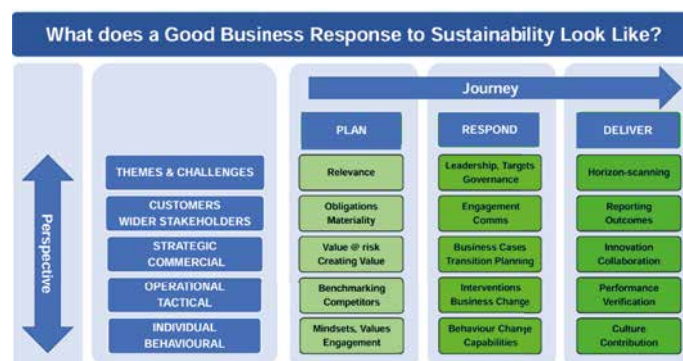 What does a Good Business Response to Sustainability Look Like?
Journey
PLAN
RESPOND
DELIVER
Perspective
THEMES & CHALLENGES
Relevance
Leadership, Targets
Governance
Horizon-scanning
CUSTOMERS
WIDER STAKEHOLDERS
Obligations
Materiality
Engagement
Comms
Reporting
Outcomes
STRATEGIC
COMMERCIAL
Value @ risk
Creating Value
Business Cases
Transition Planning
Innovation
Collaboration
OPERATIONAL
TACTICAL
Benchmarking
Competitors
Interventions
Business Change
Performance
Verification
INDIVIDUAL
BEHAVIOURAL
Mindsets, Values
Engagement
Behaviour Change
Capabilities
Culture
Contribution